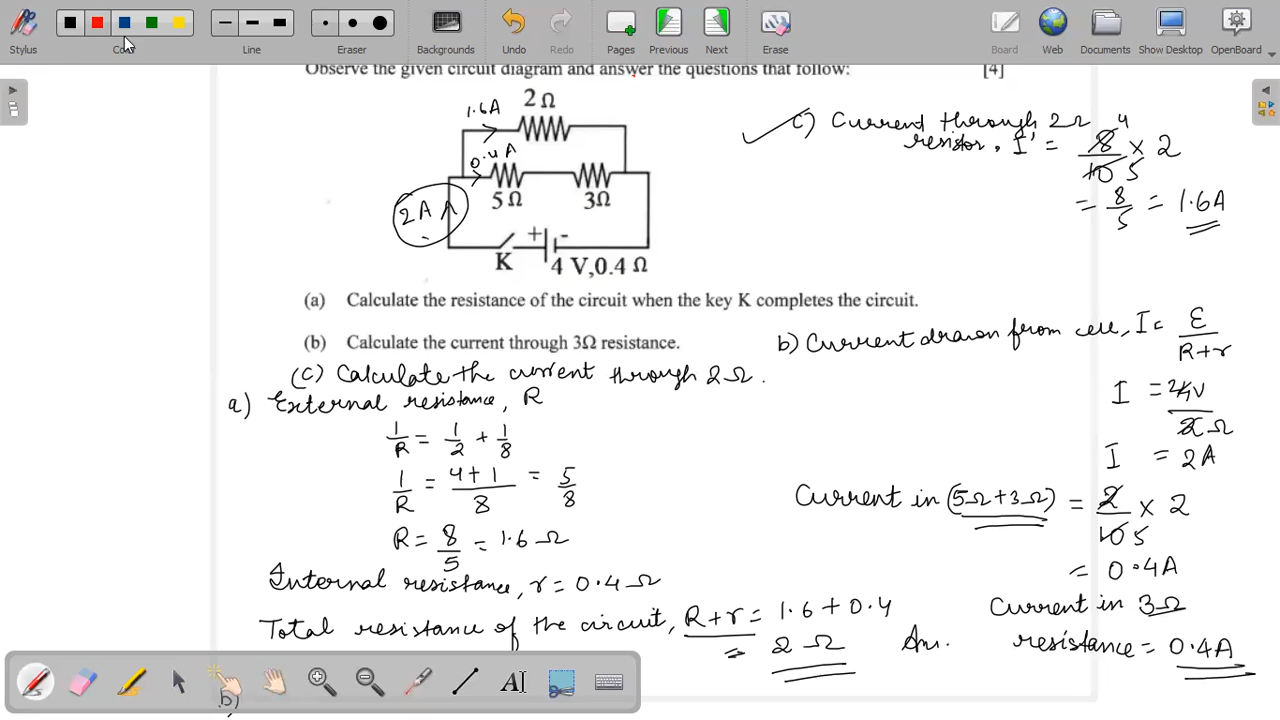 Stylus
Color
Line
Eraser
Backgrounds
Undo
Redo
Pages
Previous
Next
Erase
Board
Web
Documents
Show Desktop
OpenBoard
Observe the given circuit diagram and answer the questions that follow: [4]
1.6A
2 Ω
0.4 A
5 Ω
3Ω
2A
+
-
K
4 V,0.4 Ω
(a) Calculate the resistance of the circuit when the key K completes the circuit.
(b) Calculate the current through 3Ω resistance.
(c) Calculate the current through 2Ω.
a) External resistance, R
1/R = 1/2 + 1/8
1/R = 4+1/8 = 5/8
R = 8/5 = 1.6 Ω
Internal resistance, r = 0.4 Ω
Total resistance of the circuit, R+r = 1.6 + 0.4
= 2 Ω Ans.
b)
c) Current through 2Ω
resistor, I' = 8/10 × 2
4
5
= 8/5 = 1.6A
b) Current drawn from cell, I = ε/R+r
I = 4V/2Ω
2
I = 2A
Current in (5Ω+3Ω) = 2/10 × 2
5
= 0.4A
Current in 3Ω
resistance = 0.4A
A